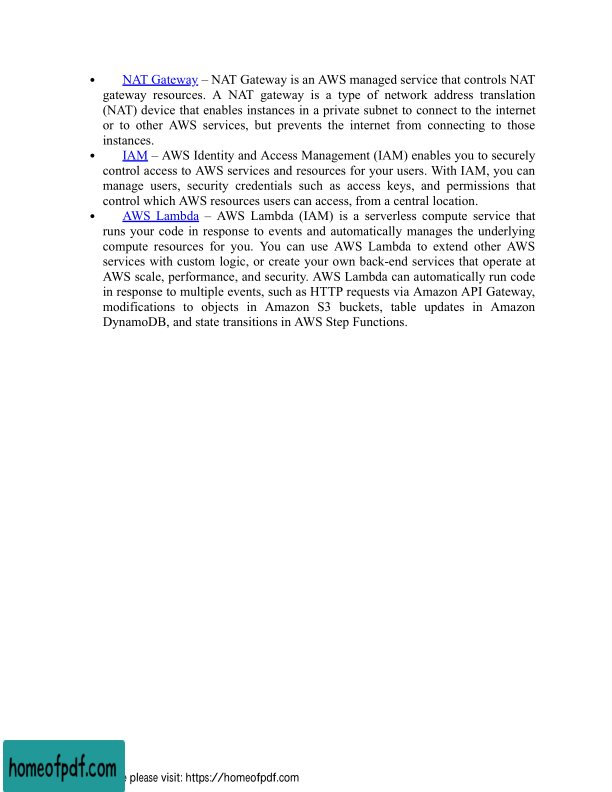 • NAT Gateway – NAT Gateway is an AWS managed service that controls NAT
gateway resources. A NAT gateway is a type of network address translation
(NAT) device that enables instances in a private subnet to connect to the internet
or to other AWS services, but prevents the internet from connecting to those
instances.
• IAM – AWS Identity and Access Management (IAM) enables you to securely
control access to AWS services and resources for your users. With IAM, you can
manage users, security credentials such as access keys, and permissions that
control which AWS resources users can access, from a central location.
• AWS Lambda – AWS Lambda (IAM) is a serverless compute service that
runs your code in response to events and automatically manages the underlying
compute resources for you. You can use AWS Lambda to extend other AWS
services with custom logic, or create your own back-end services that operate at
AWS scale, performance, and security. AWS Lambda can automatically run code
in response to multiple events, such as HTTP requests via Amazon API Gateway,
modifications to objects in Amazon S3 buckets, table updates in Amazon
DynamoDB, and state transitions in AWS Step Functions.
homeofpdf.com
please visit: https://homeofpdf.com